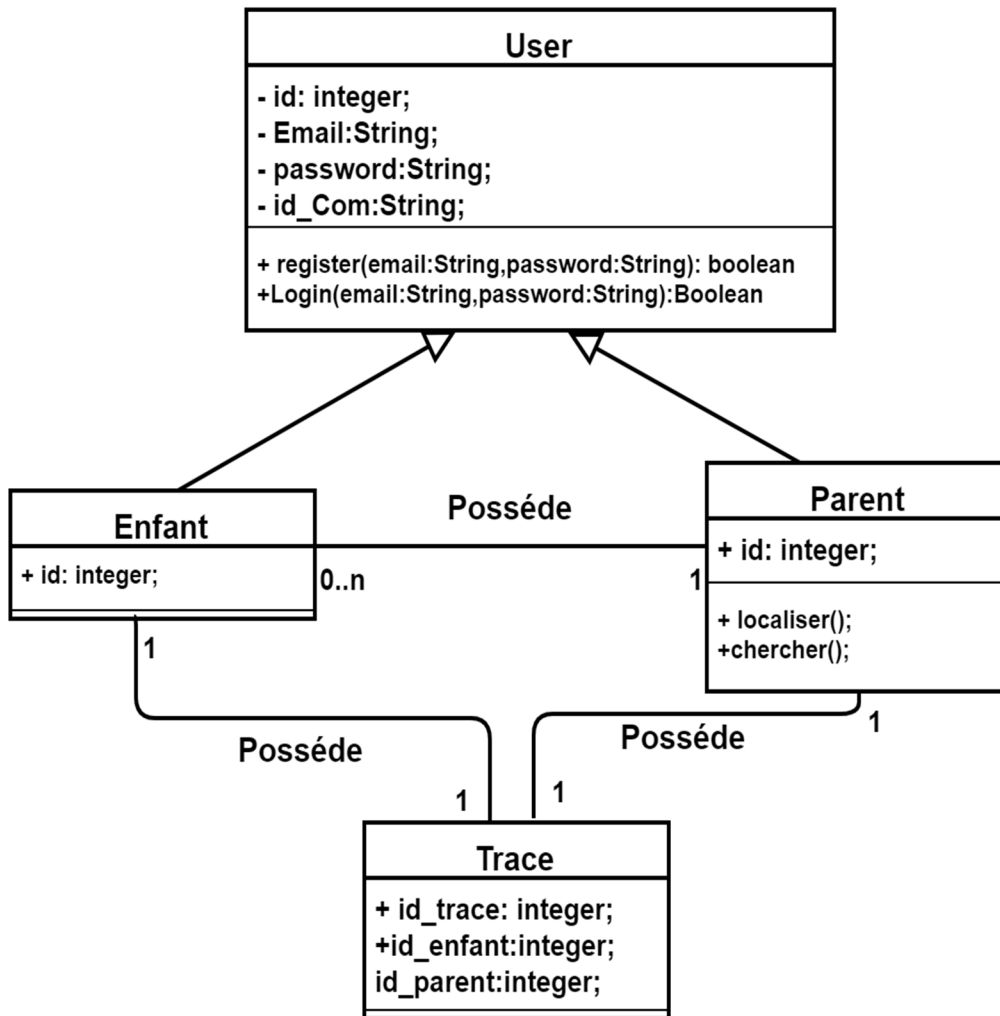 User
- id: integer;
- Email:String;
- password:String;
- id_Com:String;
+ register(email:String,password:String): boolean
+Login(email:String,password:String):Boolean
Enfant
+ id: integer;
Posséde
0..n
1
Parent
+ id: integer;
+ localiser();
+chercher();
1
Posséde
1
1
Posséde
1
Trace
+ id_trace: integer;
+id_enfant:integer;
id_parent:integer;